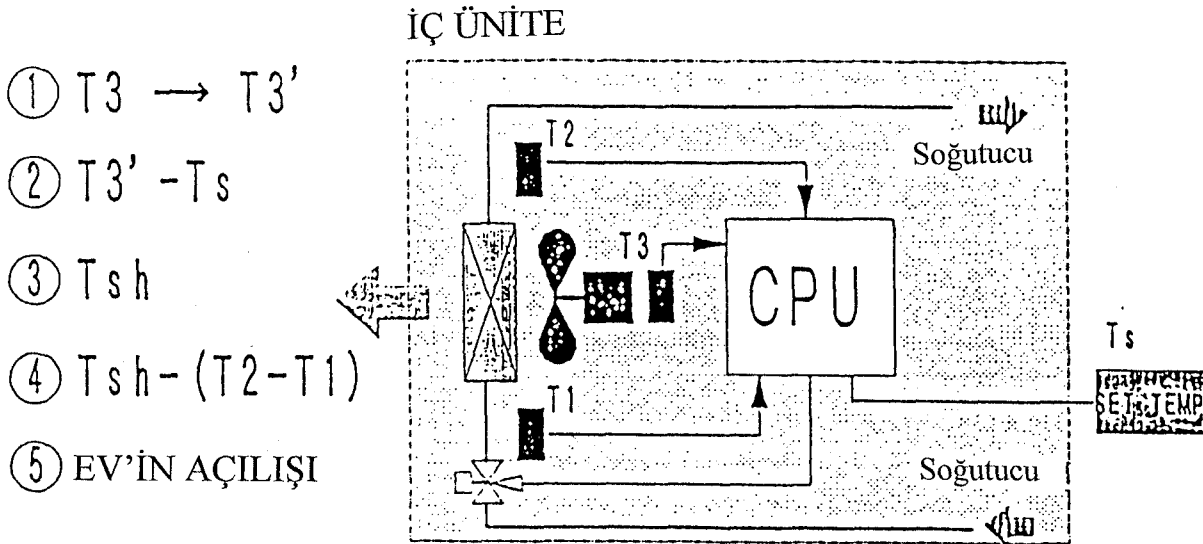 İÇ ÜNİTE
① T3 → T3'
② T3' - Ts
③ Tsh
④ Tsh - (T2 - T1)
⑤ EV'İN AÇILIŞI
T2
Soğutucu
T3
CPU
Ts
SET TEMP
T1
Soğutucu